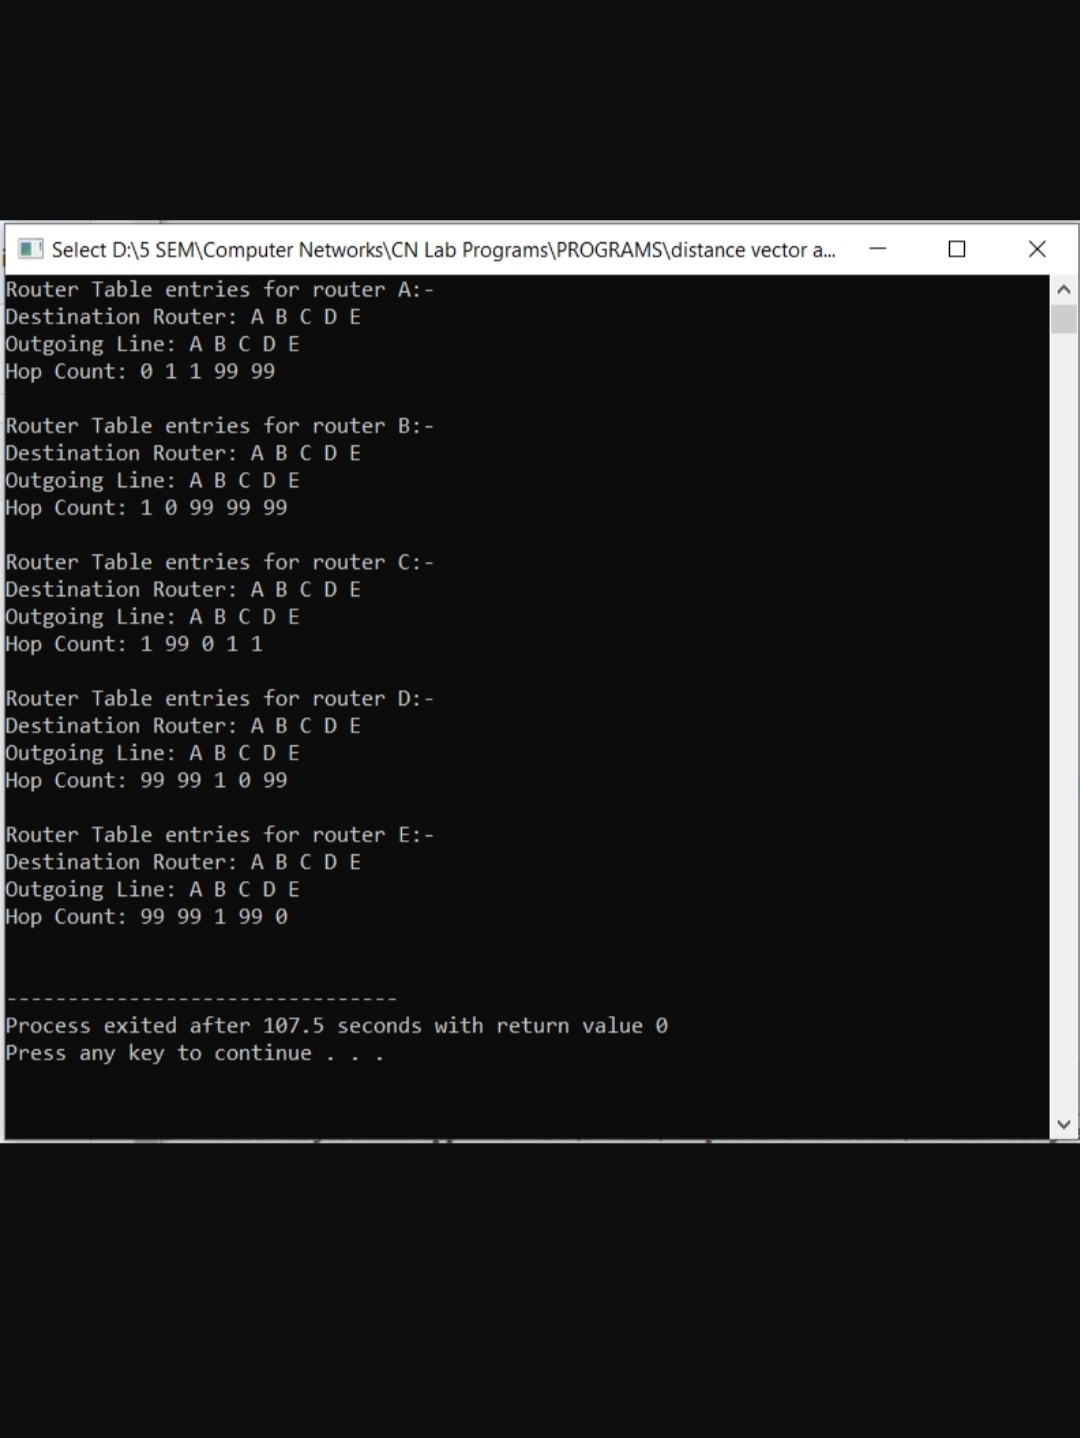 Select D:\5 SEM\Computer Networks\CN Lab Programs\PROGRAMS\distance vector a...
Router Table entries for router A:-
Destination Router: A B C D E
Outgoing Line: A B C D E
Hop Count: 0 1 1 99 99
Router Table entries for router B:-
Destination Router: A B C D E
Outgoing Line: A B C D E
Hop Count: 1 0 99 99 99
Router Table entries for router C:-
Destination Router: A B C D E
Outgoing Line: A B C D E
Hop Count: 1 99 0 1 1
Router Table entries for router D:-
Destination Router: A B C D E
Outgoing Line: A B C D E
Hop Count: 99 99 1 0 99
Router Table entries for router E:-
Destination Router: A B C D E
Outgoing Line: A B C D E
Hop Count: 99 99 1 99 0
--------------------------------
Process exited after 107.5 seconds with return value 0
Press any key to continue . . .